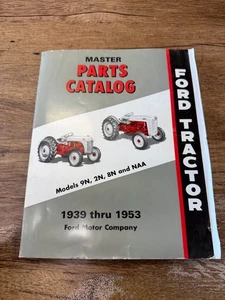 MASTER
PARTS
CATALOG
FORD TRACTOR
Models 9N, 2N, 8N and NAA
1939 thru 1953
Ford Motor Company